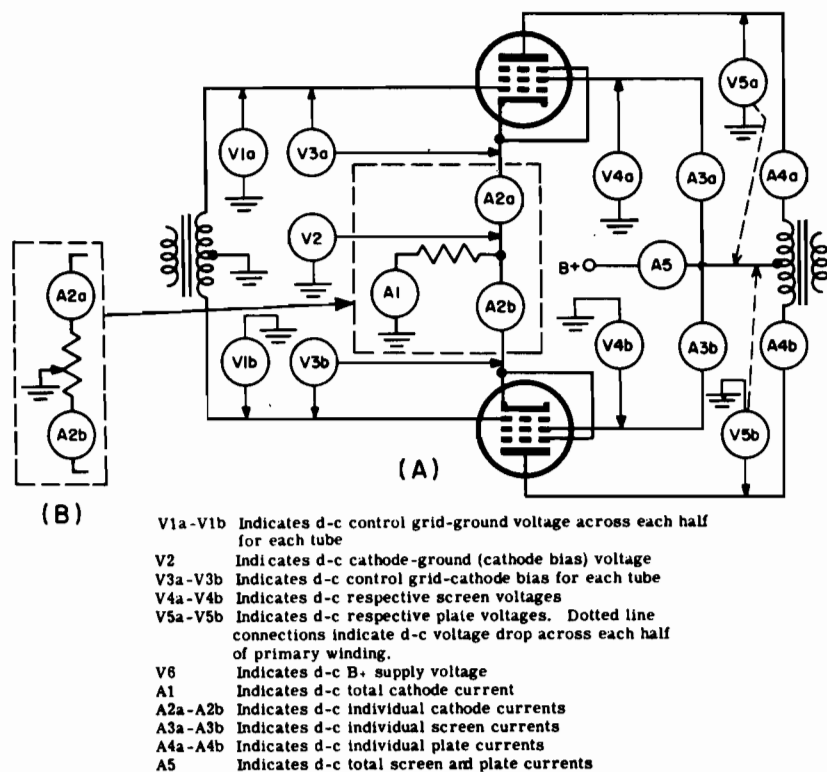 V5a
V1a
V3a
V4a
A3a
A4a
A2a
V2
A1
B+
A5
A2b
A2a
A2b
V1b
V3b
V4b
A3b
A4b
V5b
(A)
(B)
V1a-V1b Indicates d-c control grid-ground voltage across each half
for each tube
V2 Indicates d-c cathode-ground (cathode bias) voltage
V3a-V3b Indicates d-c control grid-cathode bias for each tube
V4a-V4b Indicates d-c respective screen voltages
V5a-V5b Indicates d-c respective plate voltages. Dotted line
connections indicate d-c voltage drop across each half
of primary winding.
V6 Indicates d-c B+ supply voltage
A1 Indicates d-c total cathode current
A2a-A2b Indicates d-c individual cathode currents
A3a-A3b Indicates d-c individual screen currents
A4a-A4b Indicates d-c individual plate currents
A5 Indicates d-c total screen and plate currents